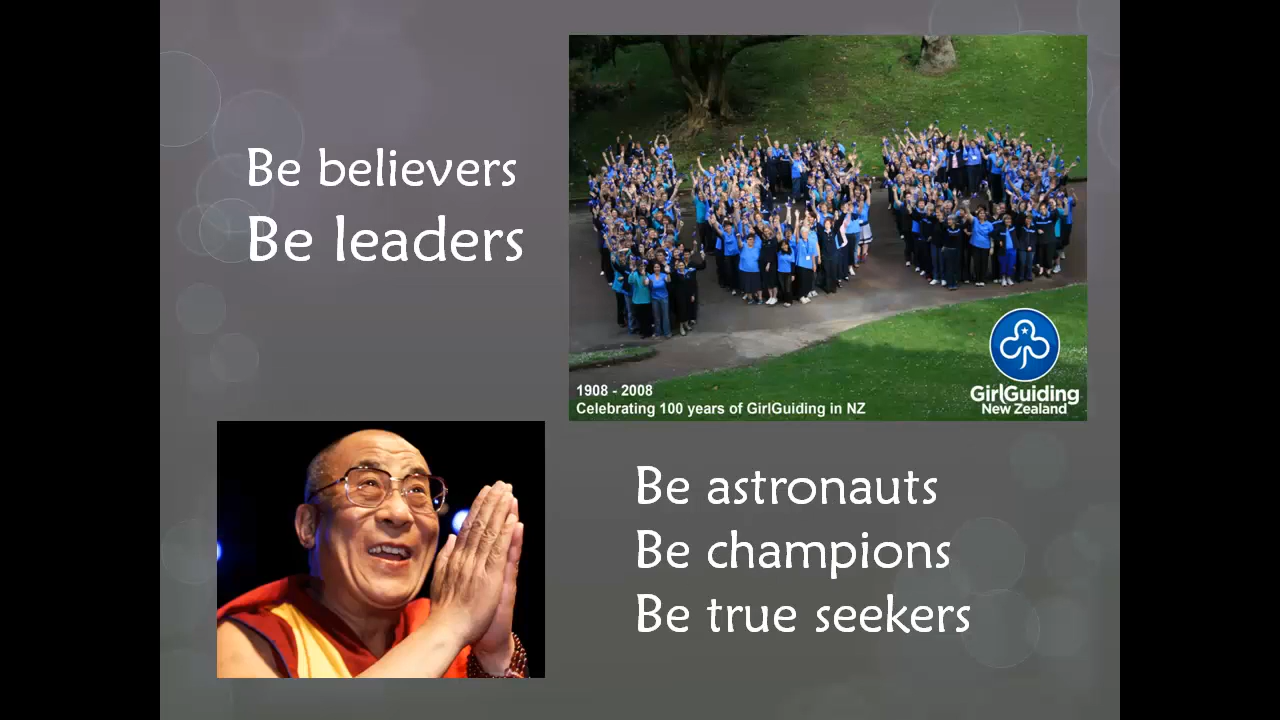 Be believers
Be leaders
1908 - 2008
Celebrating 100 years of GirlGuiding in NZ
GirlGuiding
New Zealand
Be astronauts
Be champions
Be true seekers